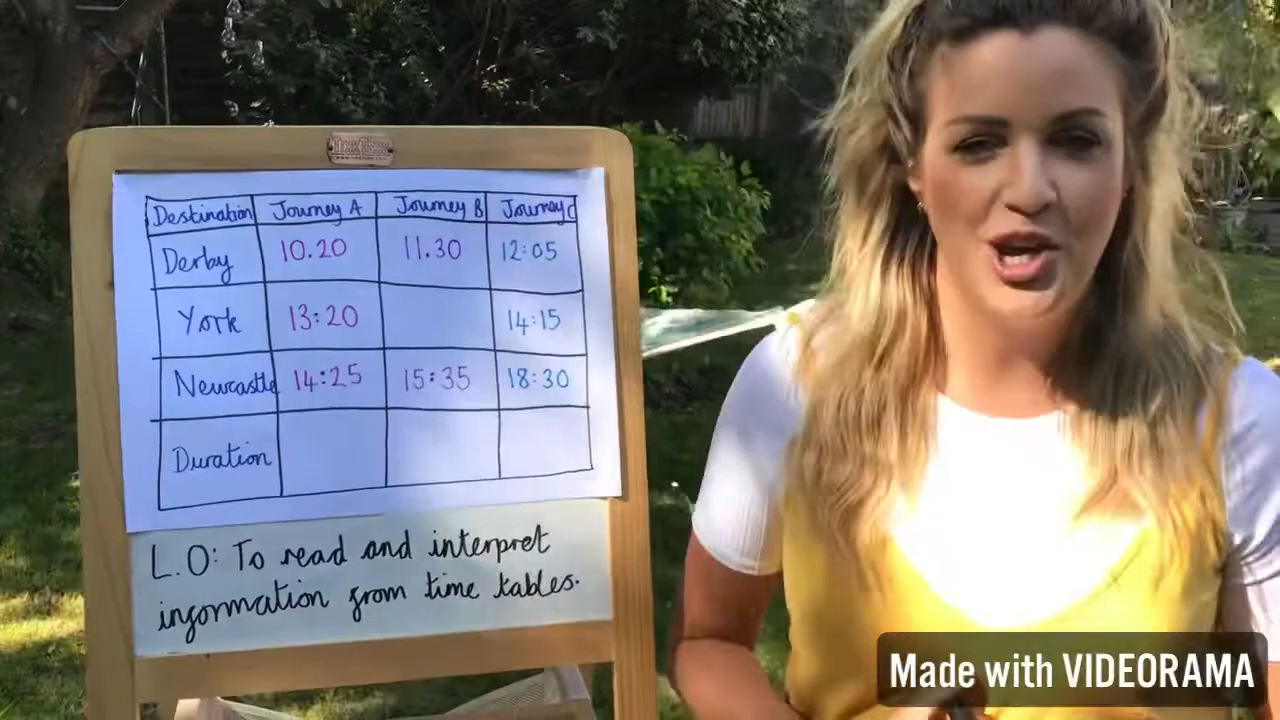 Destination Journey A Journey B Journey C
Derby 10.20 11.30 12:05
York 13:20 14:15
Newcastle 14:25 15:35 18:30
Duration
L.O: To read and interpret
information from time tables.
Made with VIDEORAMA